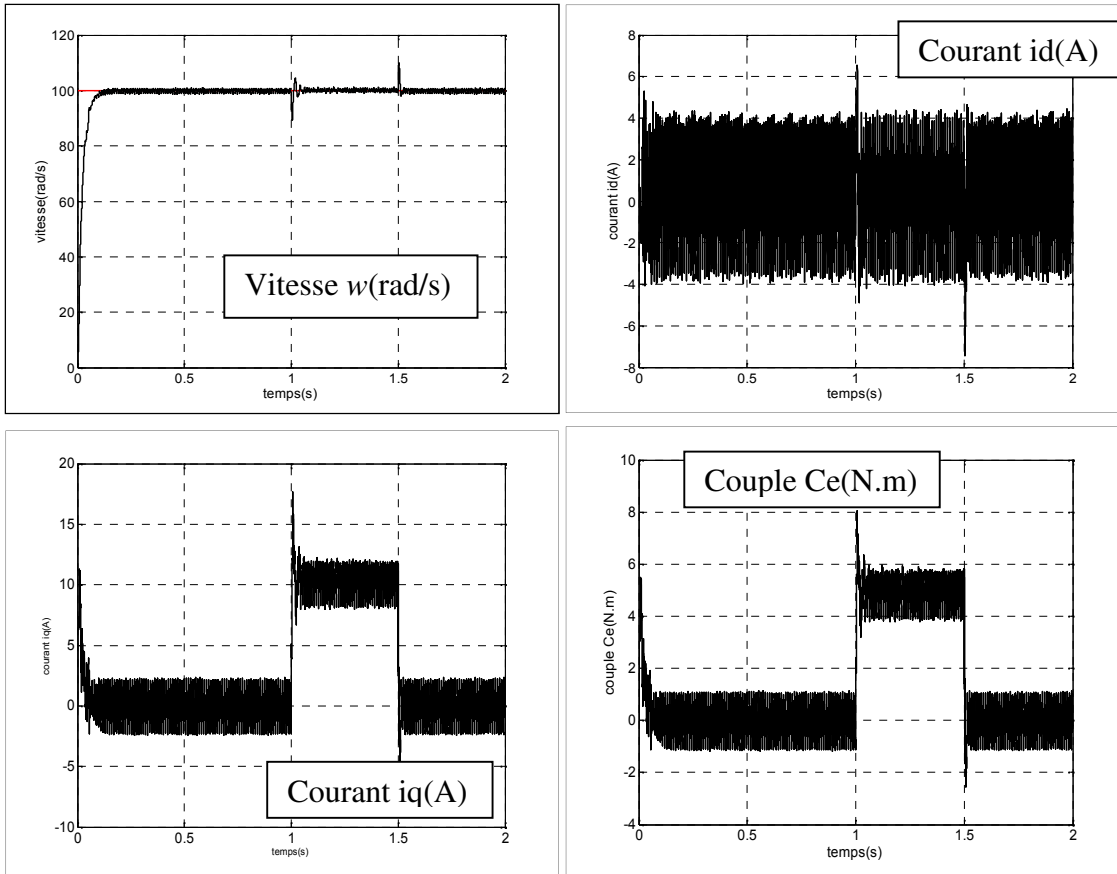 120
100
80
60
40
20
0
vitesse(rad/s)
0 0.5 1 1.5 2
temps(s)
Vitesse w(rad/s)
8
6
4
2
0
-2
-4
-6
-8
courant id(A)
0 0.5 1 1.5 2
temps(s)
Courant id(A)
20
15
10
5
0
-5
-10
courant iq(A)
0 0.5 1 1.5 2
temps(s)
Courant iq(A)
10
8
6
4
2
0
-2
-4
couple Ce(N.m)
0 0.5 1 1.5 2
temps(s)
Couple Ce(N.m)